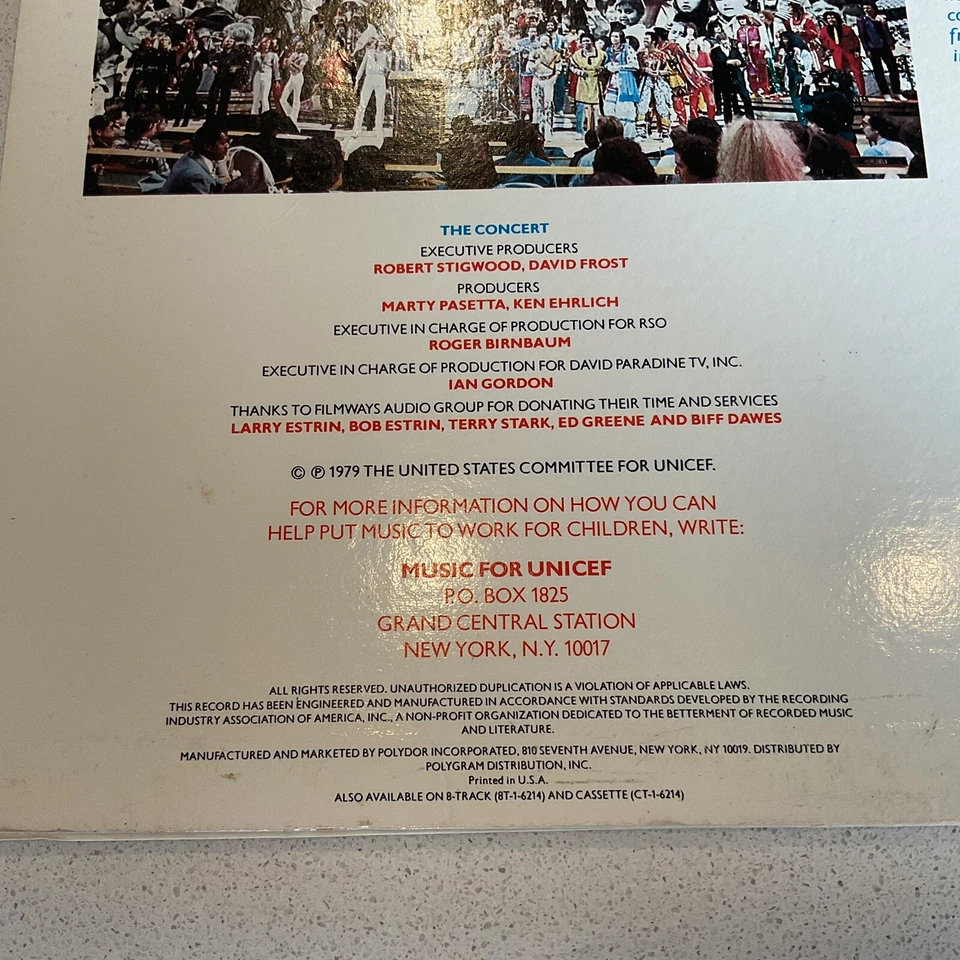 THE CONCERT
EXECUTIVE PRODUCERS
ROBERT STIGWOOD, DAVID FROST
PRODUCERS
MARTY PASETTA, KEN EHRLICH
EXECUTIVE IN CHARGE OF PRODUCTION FOR RSO
ROGER BIRNBAUM
EXECUTIVE IN CHARGE OF PRODUCTION FOR DAVID PARADINE TV, INC.
IAN GORDON
THANKS TO FILMWAYS AUDIO GROUP FOR DONATING THEIR TIME AND SERVICES
LARRY ESTRIN, BOB ESTRIN, TERRY STARK, ED GREENE AND BIFF DAWES
© ℗ 1979 THE UNITED STATES COMMITTEE FOR UNICEF.
FOR MORE INFORMATION ON HOW YOU CAN
HELP PUT MUSIC TO WORK FOR CHILDREN, WRITE:
MUSIC FOR UNICEF
P.O. BOX 1825
GRAND CENTRAL STATION
NEW YORK, N.Y. 10017
ALL RIGHTS RESERVED. UNAUTHORIZED DUPLICATION IS A VIOLATION OF APPLICABLE LAWS.
THIS RECORD HAS BEEN ENGINEERED AND MANUFACTURED IN ACCORDANCE WITH STANDARDS DEVELOPED BY THE RECORDING
INDUSTRY ASSOCIATION OF AMERICA, INC., A NON-PROFIT ORGANIZATION DEDICATED TO THE BETTERMENT OF RECORDED MUSIC
AND LITERATURE.
MANUFACTURED AND MARKETED BY POLYDOR INCORPORATED, 810 SEVENTH AVENUE, NEW YORK, NY 10019. DISTRIBUTED BY
POLYGRAM DISTRIBUTION, INC.
Printed in U.S.A.
ALSO AVAILABLE ON 8-TRACK (8T-1-6214) AND CASSETTE (CT-1-6214)